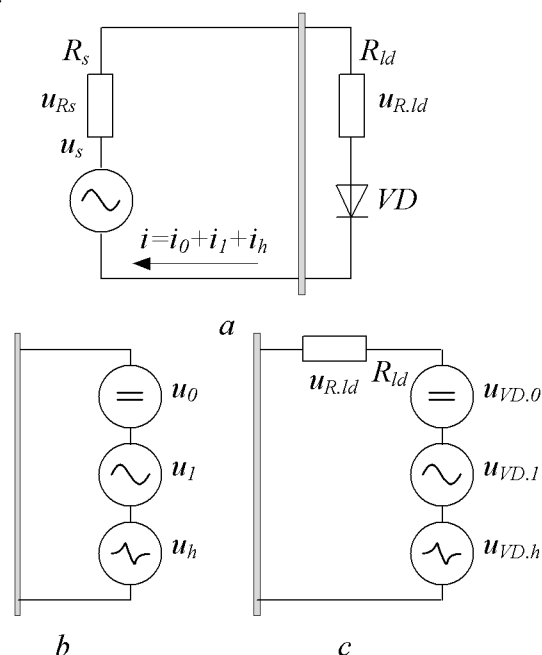 R_s R_ld
u_Rs u_R.ld
u_s
VD
i=i_0+i_1+i_h
a
u_R.ld R_ld
u_0 u_VD.0
u_1 u_VD.1
u_h u_VD.h
b c